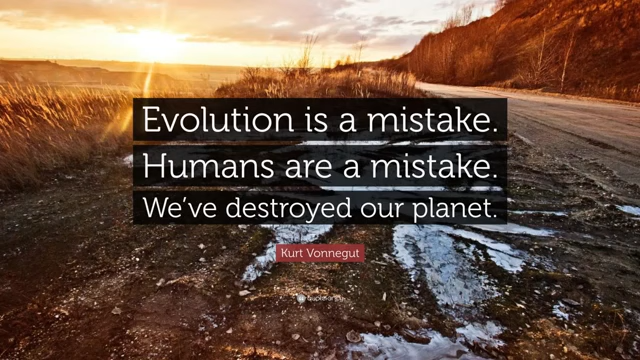 Evolution is a mistake.
Humans are a mistake.
We’ve destroyed our planet.
Kurt Vonnegut